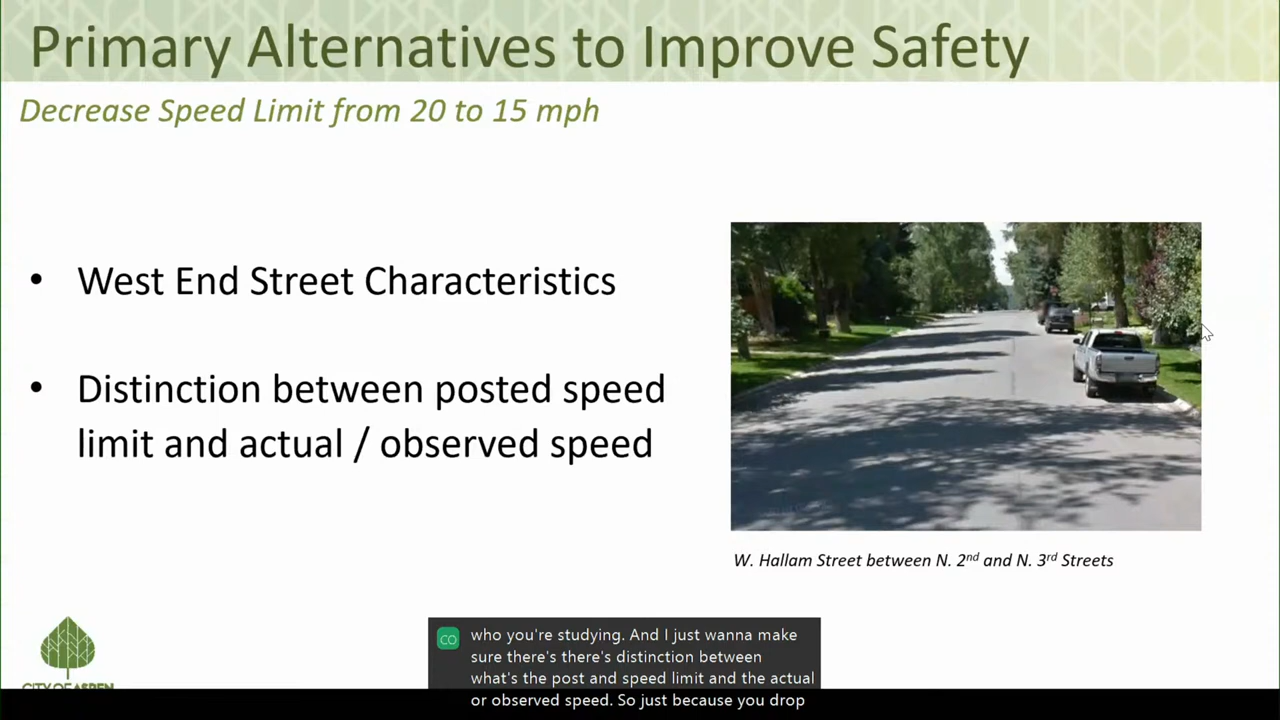 Primary Alternatives to Improve Safety
Decrease Speed Limit from 20 to 15 mph
• West End Street Characteristics
• Distinction between posted speed
limit and actual / observed speed
W. Hallam Street between N. 2nd and N. 3rd Streets
CITY OF ASPEN
CO
who you're studying. And I just wanna make
sure there's there's distinction between
what's the post and speed limit and the actual
or observed speed. So just because you drop